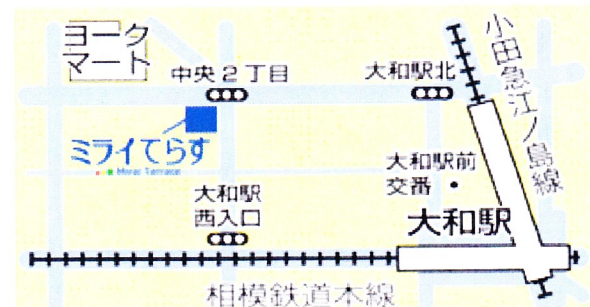 ヨーク
マート
中央2丁目
大和駅北
小田急江ノ島線
ミライてらす
Mirai Terrace
大和駅前
交番
大和駅
西入口
大和駅
相模鉄道本線